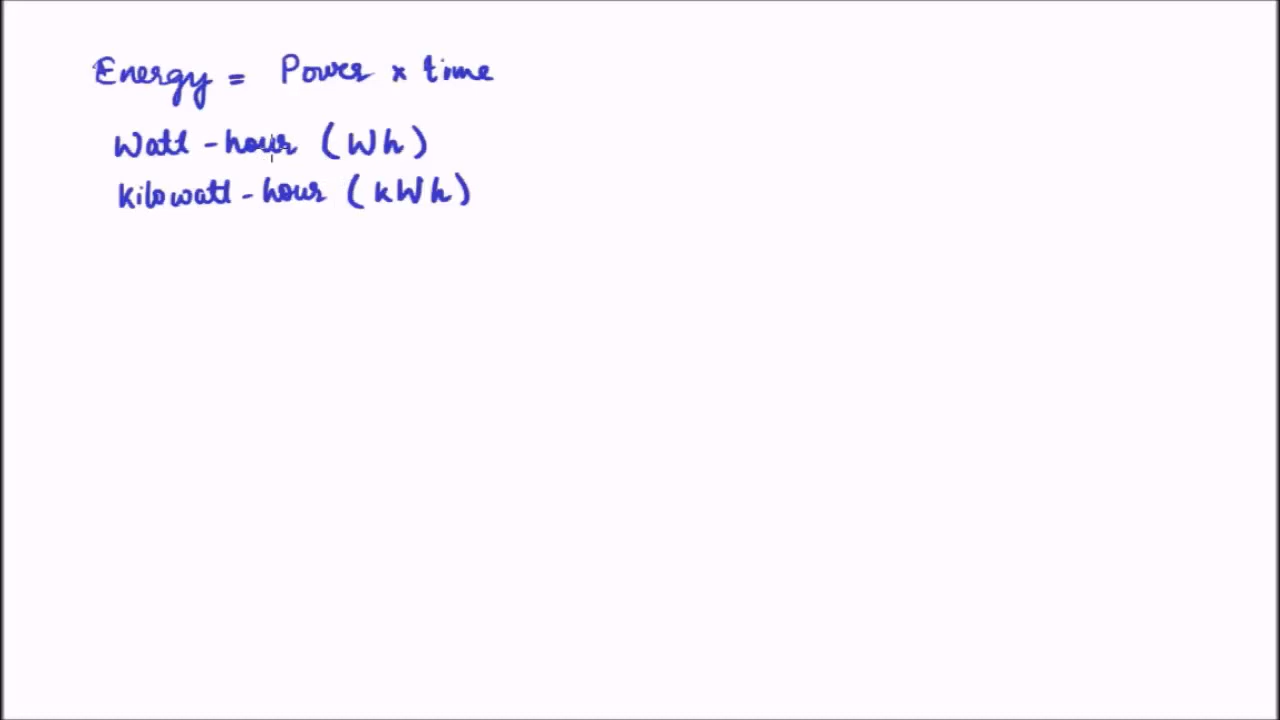 Energy = Power × time
Watt - hour (Wh)
Kilowatt - hour (kWh)